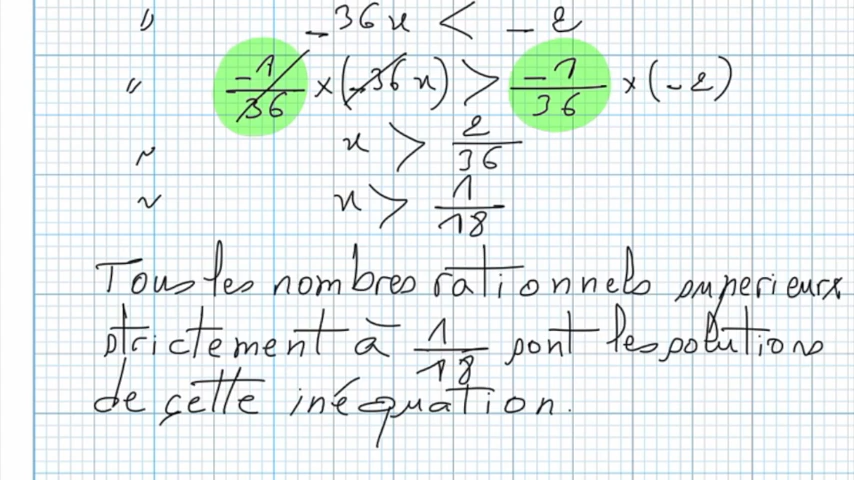 " -36x < -2
" -1/36 × (-36x) > -1/36 × (-2)
" x > 2/36
" x > 1/18
Tous les nombres rationnels superieurs
strictement à 1/18 sont les solutions
de cette inéquation.